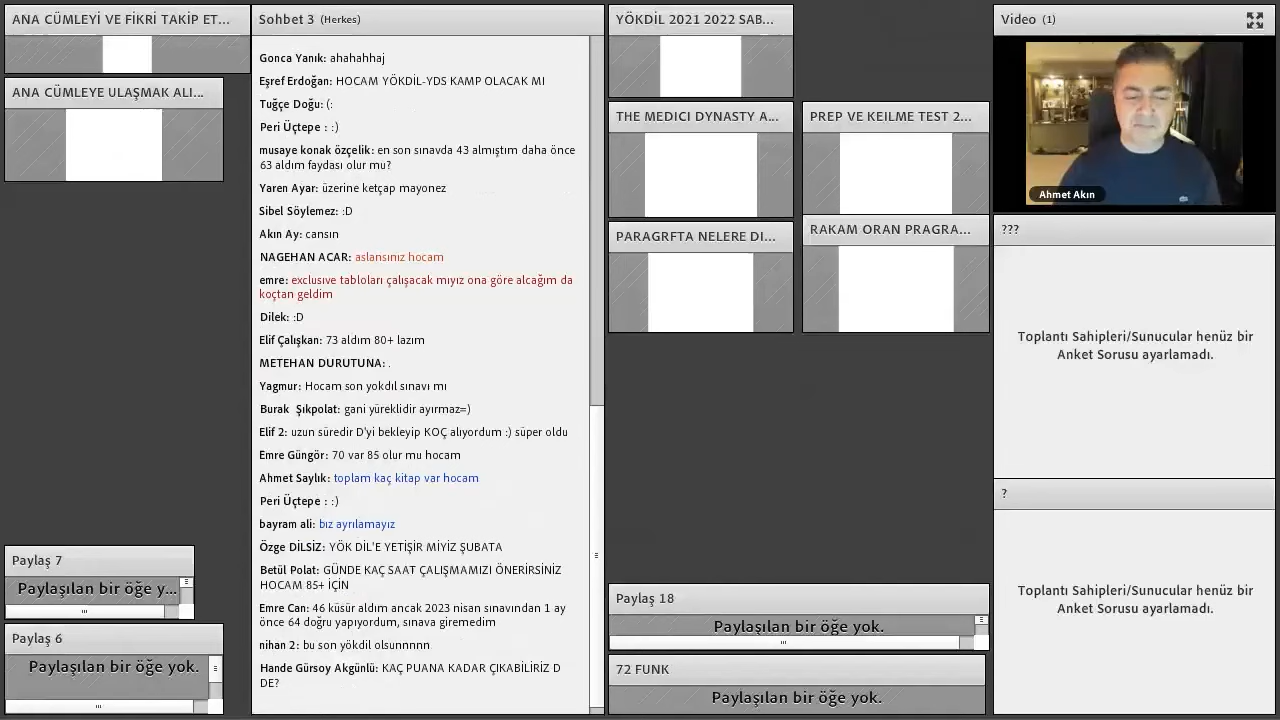 ANA CÜMLEYİ VE FİKRİ TAKİP ET...
ANA CÜMLEYE ULAŞMAK ALI...
Paylaş 7
Paylaşılan bir öğe y...
Paylaş 6
Paylaşılan bir öğe yok.
Sohbet 3 (Herkes)
Gonca Yanık: ahahahhaj
Eşref Erdoğan: HOCAM YÖKDİL-YDS KAMP OLACAK MI
Tuğçe Doğu: (:
Peri Üçtepe : :)
musaye konak özçelik: en son sınavda 43 almıştım daha önce
63 aldım faydası olur mu?
Yaren Ayar: üzerine ketçap mayonez
Sibel Söylemez: :D
Akın Ay: cansın
NAGEHAN ACAR: aslansınız hocam
emre: exclusıve tabloları çalışacak mıyız ona göre alcağım da
koçtan geldim
Dilek: :D
Elif Çalışkan: 73 aldım 80+ lazım
METEHAN DURUTUNA: .
Yagmur: Hocam son yokdıl sınavı mı
Burak Şıkpolat: gani yüreklidir ayırmaz=)
Elif 2: uzun süredir D'yi bekleyip KOÇ alıyordum :) süper oldu
Emre Güngör: 70 var 85 olur mu hocam
Ahmet Saylık: toplam kaç kitap var hocam
Peri Üçtepe : :)
bayram ali: bız ayrılamayız
Özge DİLSİZ: YÖK DİL'E YETİŞİR MİYİZ ŞUBATA
Betül Polat: GÜNDE KAÇ SAAT ÇALIŞMAMIZI ÖNERİRSİNİZ
HOCAM 85+ İÇİN
Emre Can: 46 küsür aldım ancak 2023 nisan sınavından 1 ay
önce 64 doğru yapıyordum, sınava giremedim
nihan 2: bu son yökdil olsunnnnn
Hande Gürsoy Akgünlü: KAÇ PUANA KADAR ÇIKABİLİRİZ D
DE?
YÖKDİL 2021 2022 SAB...
THE MEDICI DYNASTY A...
PREP VE KEILME TEST 2...
PARAGRFTA NELERE DI...
RAKAM ORAN PRAGRA...
Paylaş 18
Paylaşılan bir öğe yok.
72 FUNK
Paylaşılan bir öğe yok.
Video (1)
Ahmet Akın
???
Toplantı Sahipleri/Sunucular henüz bir
Anket Sorusu ayarlamadı.
?
Toplantı Sahipleri/Sunucular henüz bir
Anket Sorusu ayarlamadı.